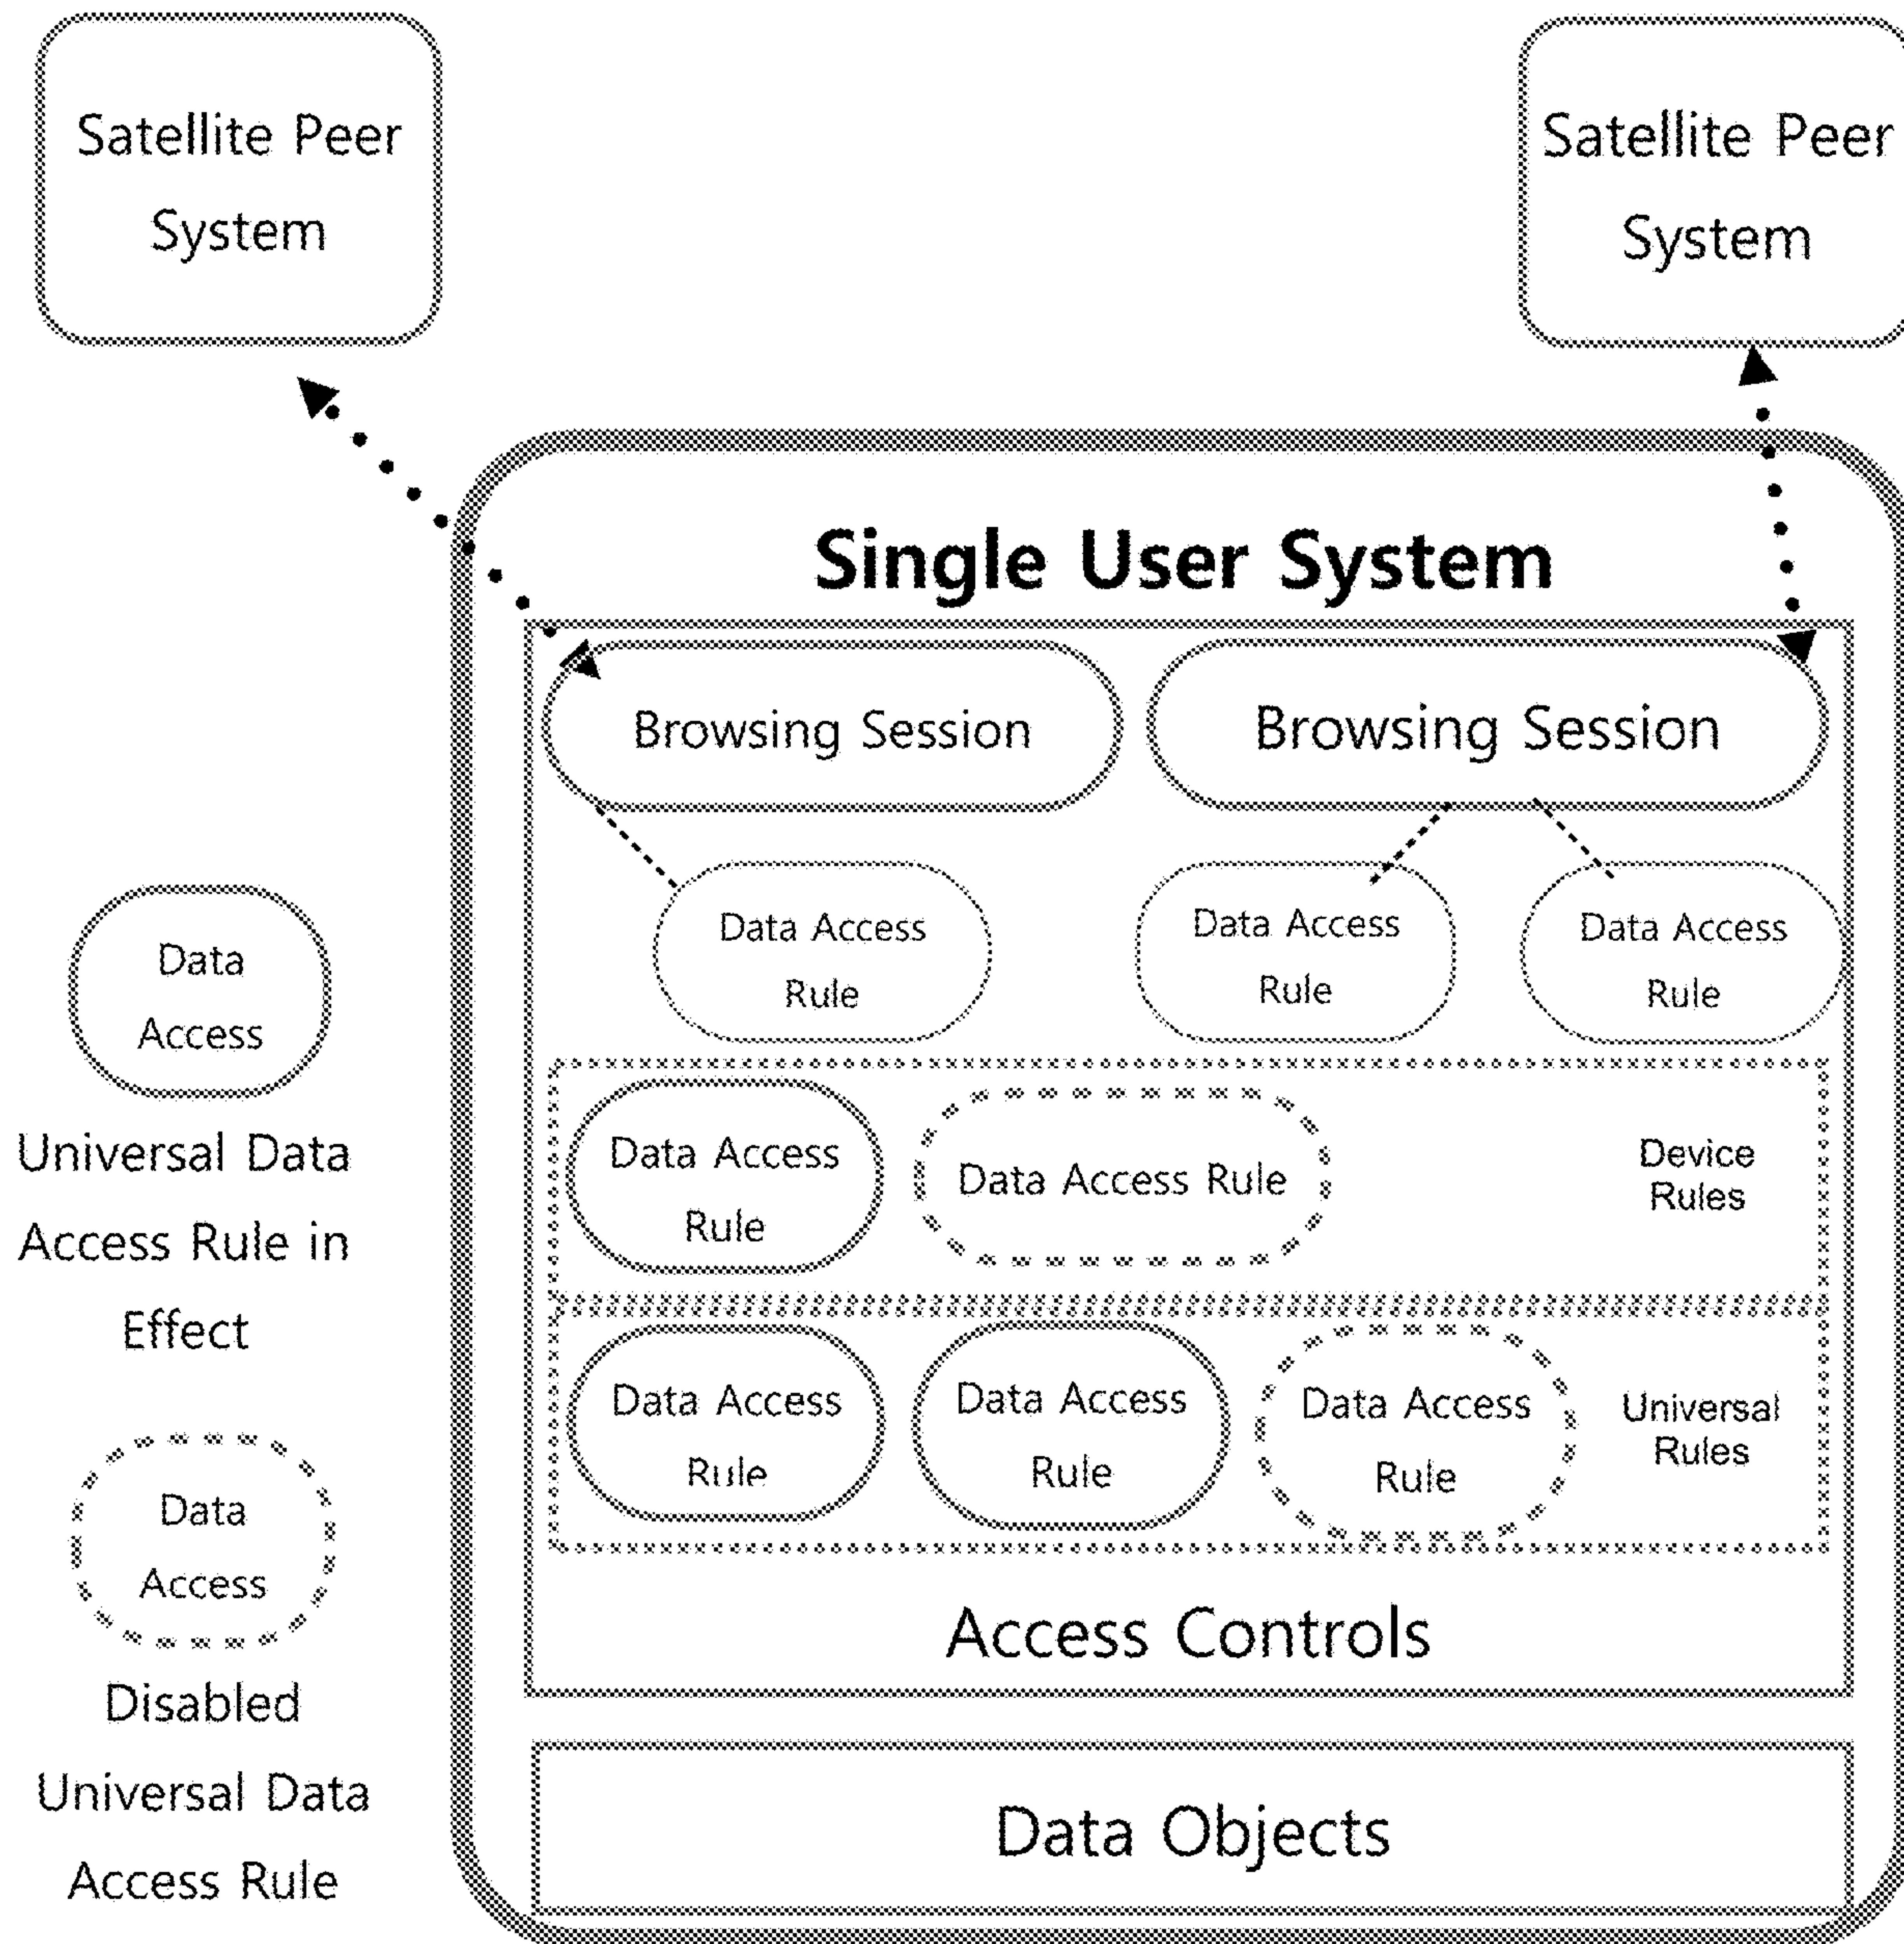 Satellite Peer
System
Satellite Peer
System
Single User System
Browsing Session
Browsing Session
Data Access
Rule
Data Access
Rule
Data Access
Rule
Data Access
Rule
Data Access Rule
Device
Rules
Data Access
Rule
Data Access
Rule
Data Access
Rule
Universal
Rules
Access Controls
Data Objects
Data
Access
Universal Data
Access Rule in
Effect
Data
Access
Disabled
Universal Data
Access Rule